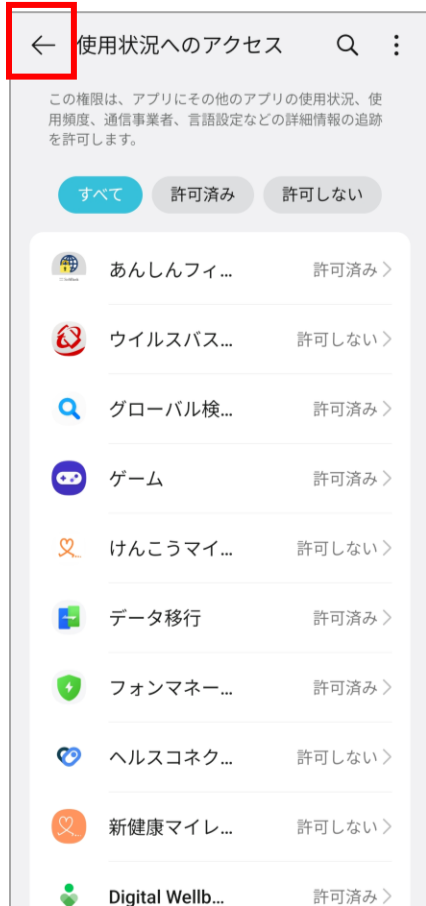 使用状況へのアクセス
この権限は、アプリにその他のアプリの使用状況、使
用頻度、通信事業者、言語設定などの詳細情報の追跡
を許可します。
すべて 許可済み 許可しない
あんしんフィ... 許可済み
ウイルスバス... 許可しない
グローバル検... 許可済み
ゲーム 許可済み
けんこうマイ... 許可しない
データ移行 許可済み
フォンマネー... 許可済み
ヘルスコネク... 許可しない
新健康マイレ... 許可しない
Digital Wellb... 許可済み